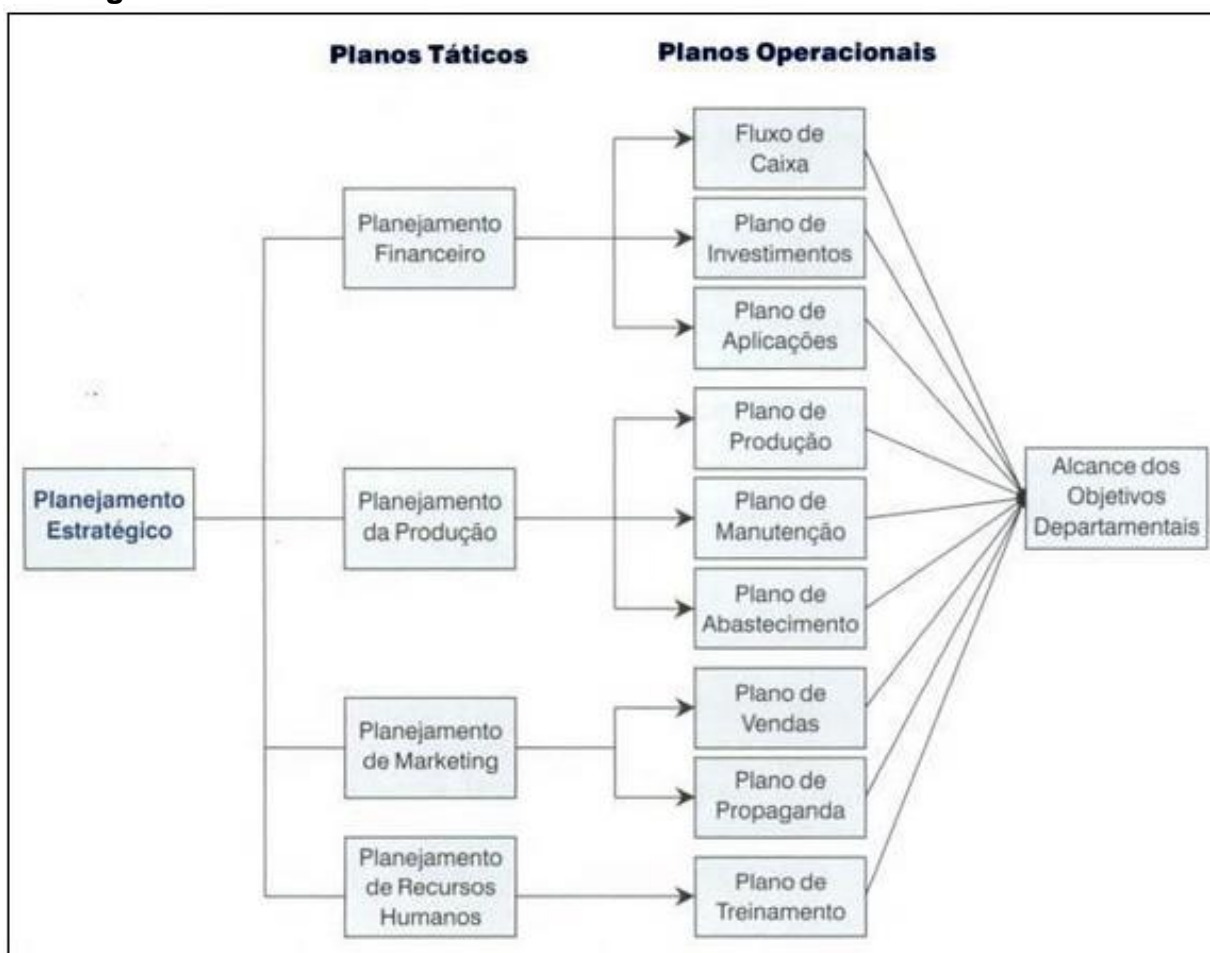 Planos Táticos
Planos Operacionais
Fluxo de
Caixa
Planejamento
Financeiro
Plano de
Investimentos
Plano de
Aplicações
Plano de
Produção
Planejamento
Estratégico
Planejamento
da Produção
Plano de
Manutenção
Alcance dos
Objetivos
Departamentais
Plano de
Abastecimento
Plano de
Vendas
Planejamento
de Marketing
Plano de
Propaganda
Planejamento
de Recursos
Humanos
Plano de
Treinamento